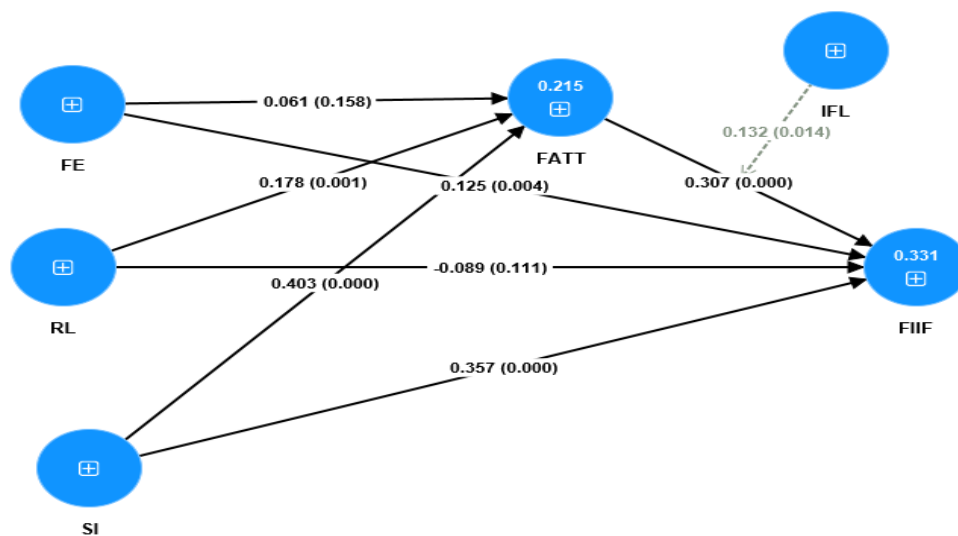 IFL
0.215
FATT
FE
0.061 (0.158)
0.132 (0.014)
0.178 (0.001)
0.125 (0.004)
0.307 (0.000)
RL
0.403 (0.000)
-0.089 (0.111)
0.331
FIIF
0.357 (0.000)
SI